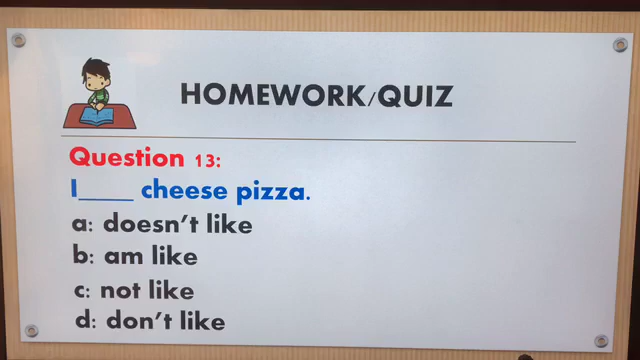 HOMEWORK/QUIZ
Question 13:
I____ cheese pizza.
a: doesn't like
b: am like
c: not like
d: don't like